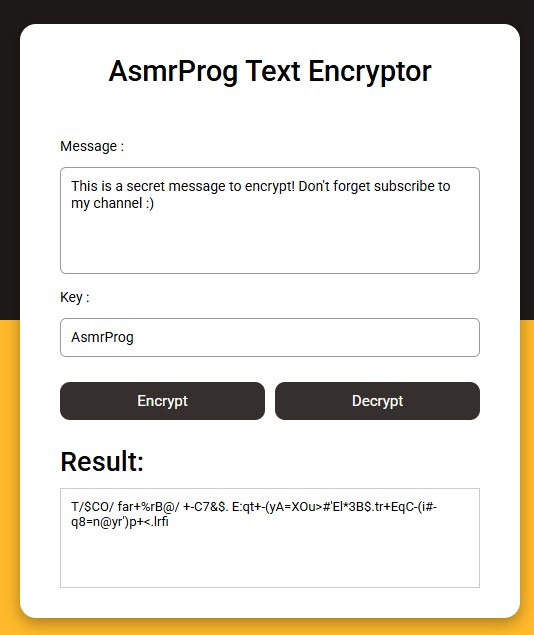 AsmrProg Text Encryptor
Message :
This is a secret message to encrypt! Don't forget subscribe to
my channel :)
Key :
AsmrProg
Encrypt
Decrypt
Result:
T/$CO/ far+%rB@/ +-C7&$. E:qt+-(yA=XOu>#'El*3B$.tr+EqC-(i#-
q8=n@yr')p+<.lrfi